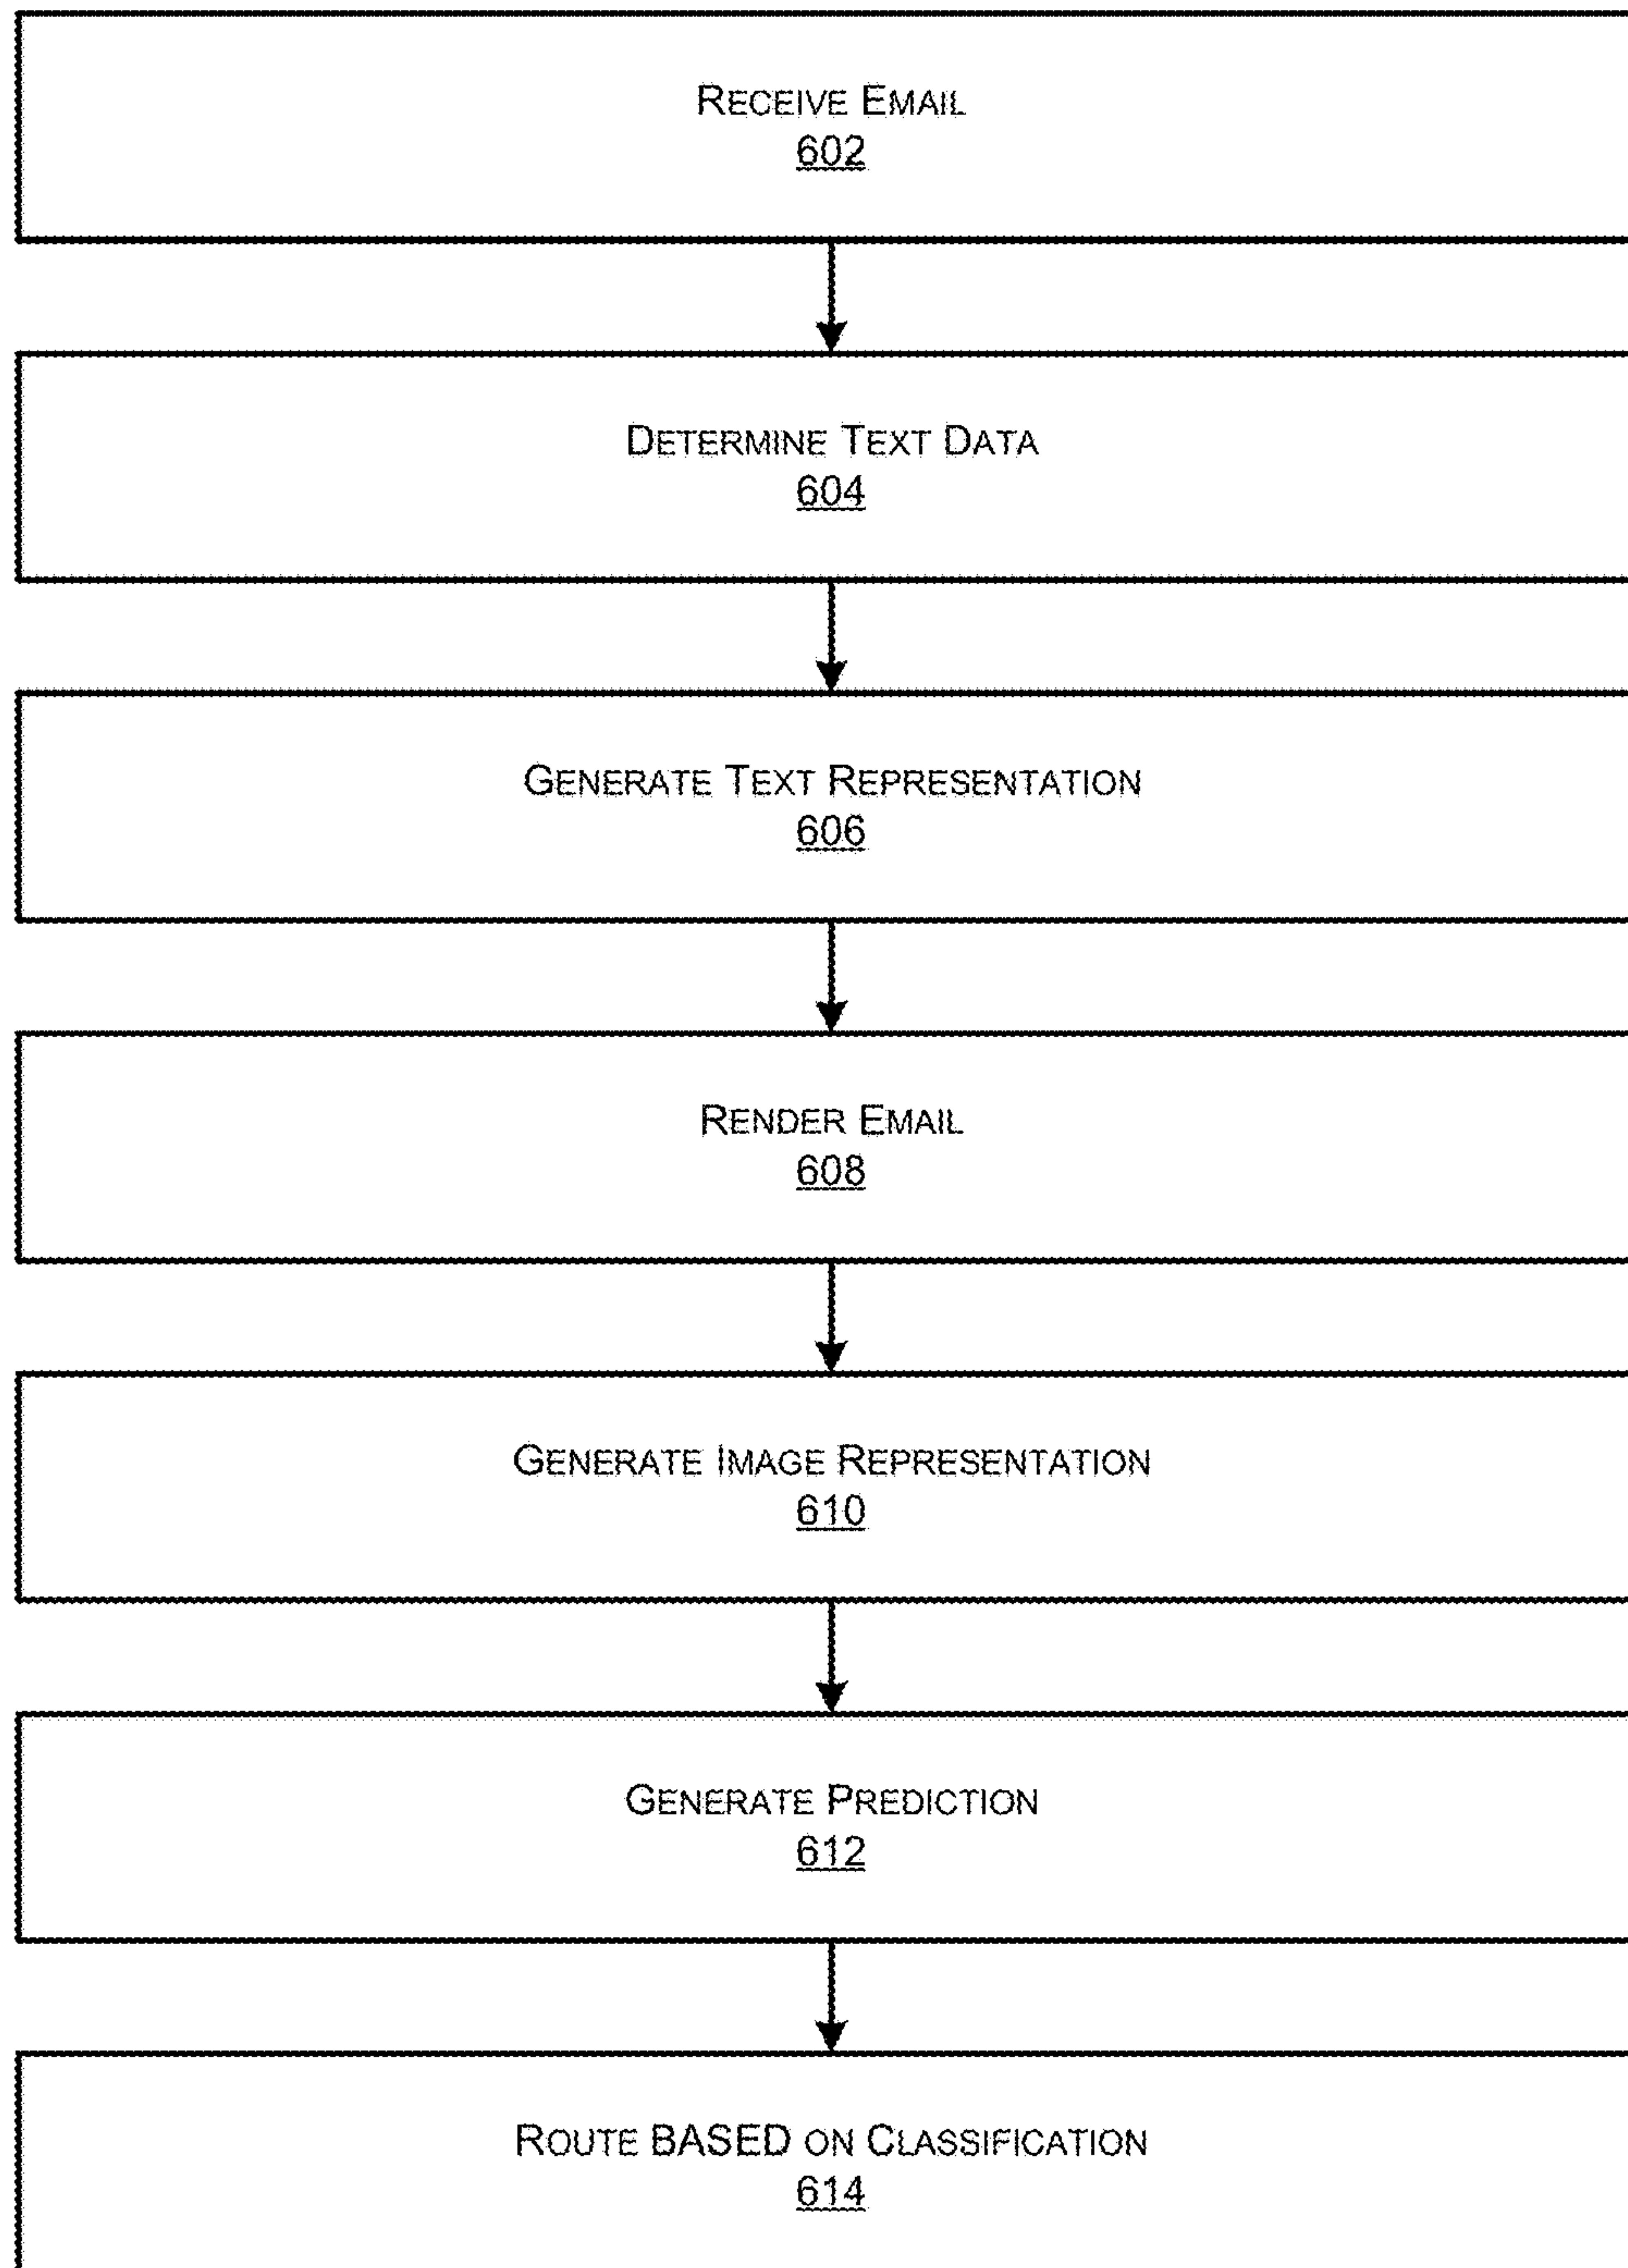 RECEIVE EMAIL
602
DETERMINE TEXT DATA
604
GENERATE TEXT REPRESENTATION
606
RENDER EMAIL
608
GENERATE IMAGE REPRESENTATION
610
GENERATE PREDICTION
612
ROUTE BASED ON CLASSIFICATION
614